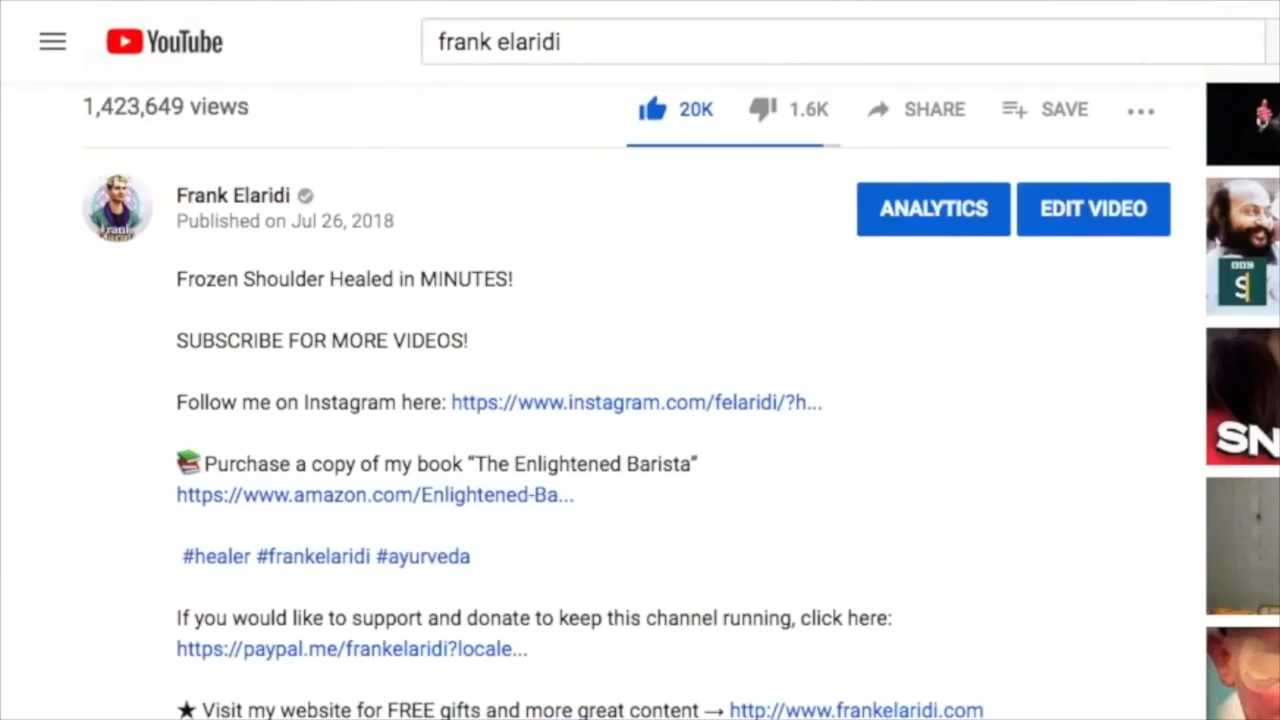 YouTube
frank elaridi
1,423,649 views
20K
1.6K
SHARE
SAVE
Frank Elaridi
Published on Jul 26, 2018
ANALYTICS
EDIT VIDEO
Frozen Shoulder Healed in MINUTES!
SUBSCRIBE FOR MORE VIDEOS!
Follow me on Instagram here: https://www.instagram.com/felaridi/?h...
Purchase a copy of my book “The Enlightened Barista”
https://www.amazon.com/Enlightened-Ba...
#healer #frankelaridi #ayurveda
If you would like to support and donate to keep this channel running, click here:
https://paypal.me/frankelaridi?locale...
★ Visit my website for FREE gifts and more great content → http://www.frankelaridi.com
BBC
S
SN